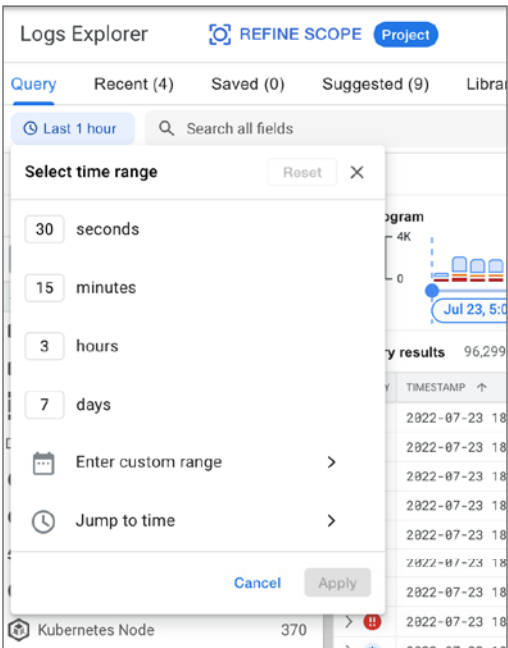 Logs Explorer REFINE SCOPE Project
Query Recent (4) Saved (0) Suggested (9) Librar
Last 1 hour Search all fields
Select time range Reset
ogram
30 seconds
4K
0
15 minutes
Jul 23, 5:0
3 hours
y results 96,299
TIMESTAMP
7 days
2022-07-23 18
2022-07-23 18
Enter custom range
2022-07-23 18
2022-07-23 18
Jump to time
2022-07-23 18
2022-07-23 18
Cancel Apply
2022-07-23 18
Kubernetes Node 370
2022-07-23 18